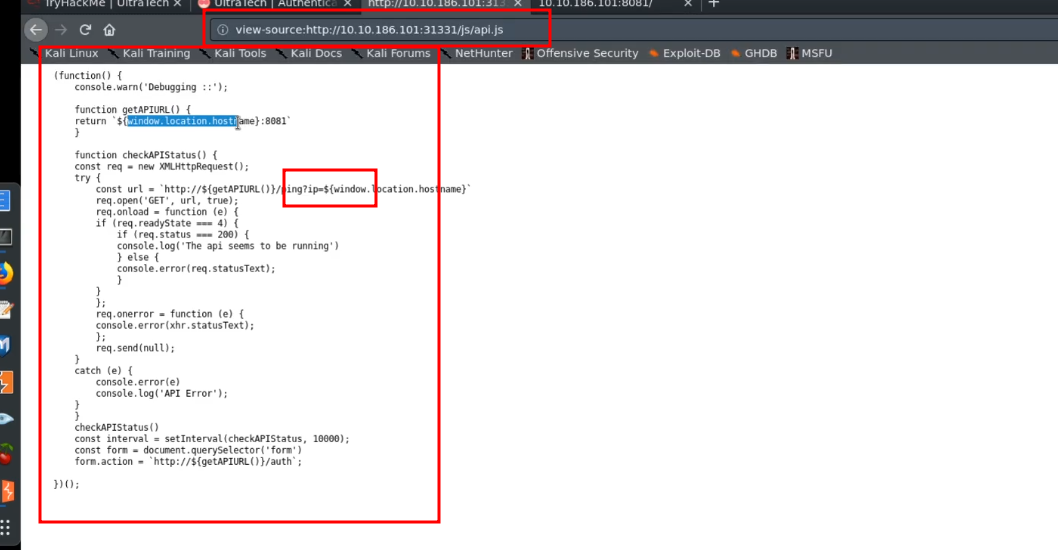 TryHackMe | UltraTech
UltraTech | Authentica
http://10.10.186.101:313
10.10.186.101:8081/
view-source:http://10.10.186.101:31331/js/api.js
Kali Linux
Kali Training
Kali Tools
Kali Docs
Kali Forums
NetHunter
Offensive Security
Exploit-DB
GHDB
MSFU
(function() {
console.warn('Debugging ::');
function getAPIURL() {
return `${window.location.hostname}:8081`
}
function checkAPIStatus() {
const req = new XMLHttpRequest();
try {
const url = `http://${getAPIURL()}/ping?ip=${window.location.hostname}`
req.open('GET', url, true);
req.onload = function (e) {
if (req.readyState === 4) {
if (req.status === 200) {
console.log('The api seems to be running')
} else {
console.error(req.statusText);
}
}
};
req.onerror = function (e) {
console.error(xhr.statusText);
};
req.send(null);
}
catch (e) {
console.error(e)
console.log('API Error');
}
}
checkAPIStatus()
const interval = setInterval(checkAPIStatus, 10000);
const form = document.querySelector('form')
form.action = `http://${getAPIURL()}/auth`;
})();